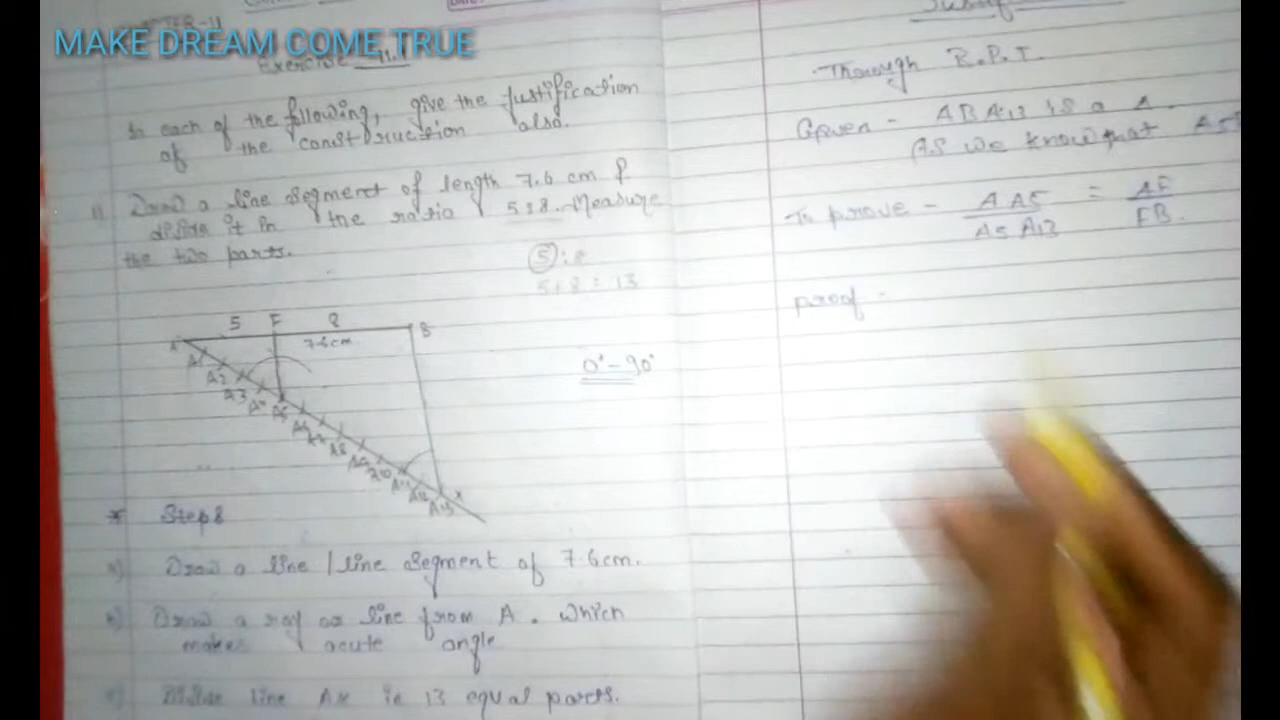 CHAPTER-11
MAKE DREAM COME TRUE
Exercise 11.1
In each of the following, give the Justification
of the construction also.
1) Draw a line segment of length 7.6 cm &
divide it in the ratio 5:8. Measure
the two parts.
5:8
5+8 = 13
5 F 8
A B
7.6cm
0° - 90°
A1
A2
A3
A4 A5
A6
A7
A8
A9
A10
A11
A12 X
A13
* Steps
a) Draw a line / line segment of 7.6cm.
b) Draw a ray or line from A. which
makes acute angle
c) Divide line AX in 13 equal parts.
Through B.P.T.
Given - ABA13 is a Δ.
As we know that A5
To prove - AA5 = AF
A5A13 FB.
proof -